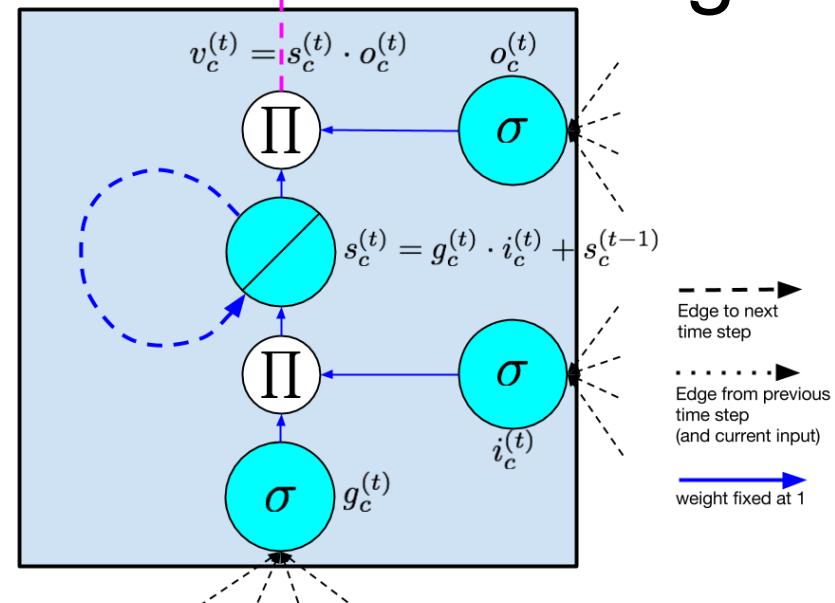 g
v_c^{(t)} = s_c^{(t)} · o_c^{(t)}
o_c^{(t)}
∏
σ
s_c^{(t)} = g_c^{(t)} · i_c^{(t)} + s_c^{(t-1)}
∏
σ
i_c^{(t)}
σ
g_c^{(t)}
Edge to next
time step
Edge from previous
time step
(and current input)
weight fixed at 1